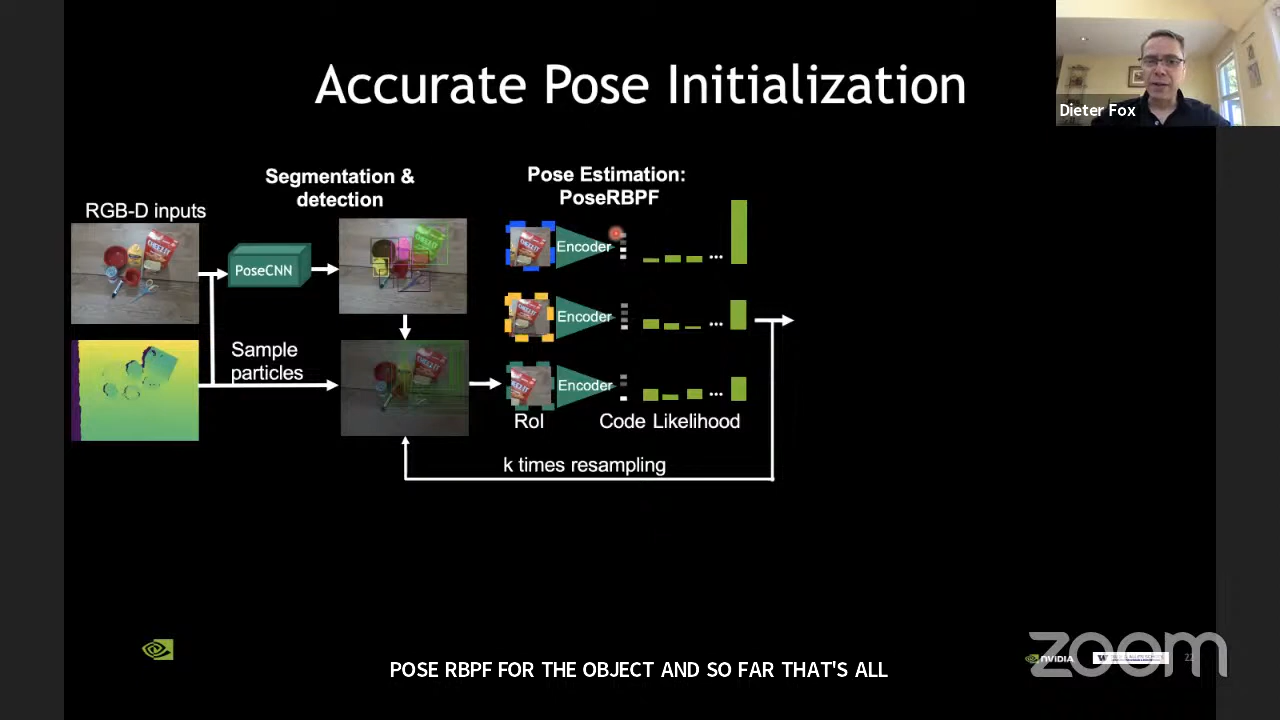 Accurate Pose Initialization
Dieter Fox
Segmentation &
detection
Pose Estimation:
PoseRBPF
RGB-D inputs
PoseCNN
Encoder
Encoder
Encoder
Sample
particles
RoI
Code Likelihood
k times resampling
zoom
NVIDIA
POSE RBPF FOR THE OBJECT AND SO FAR THAT'S ALL